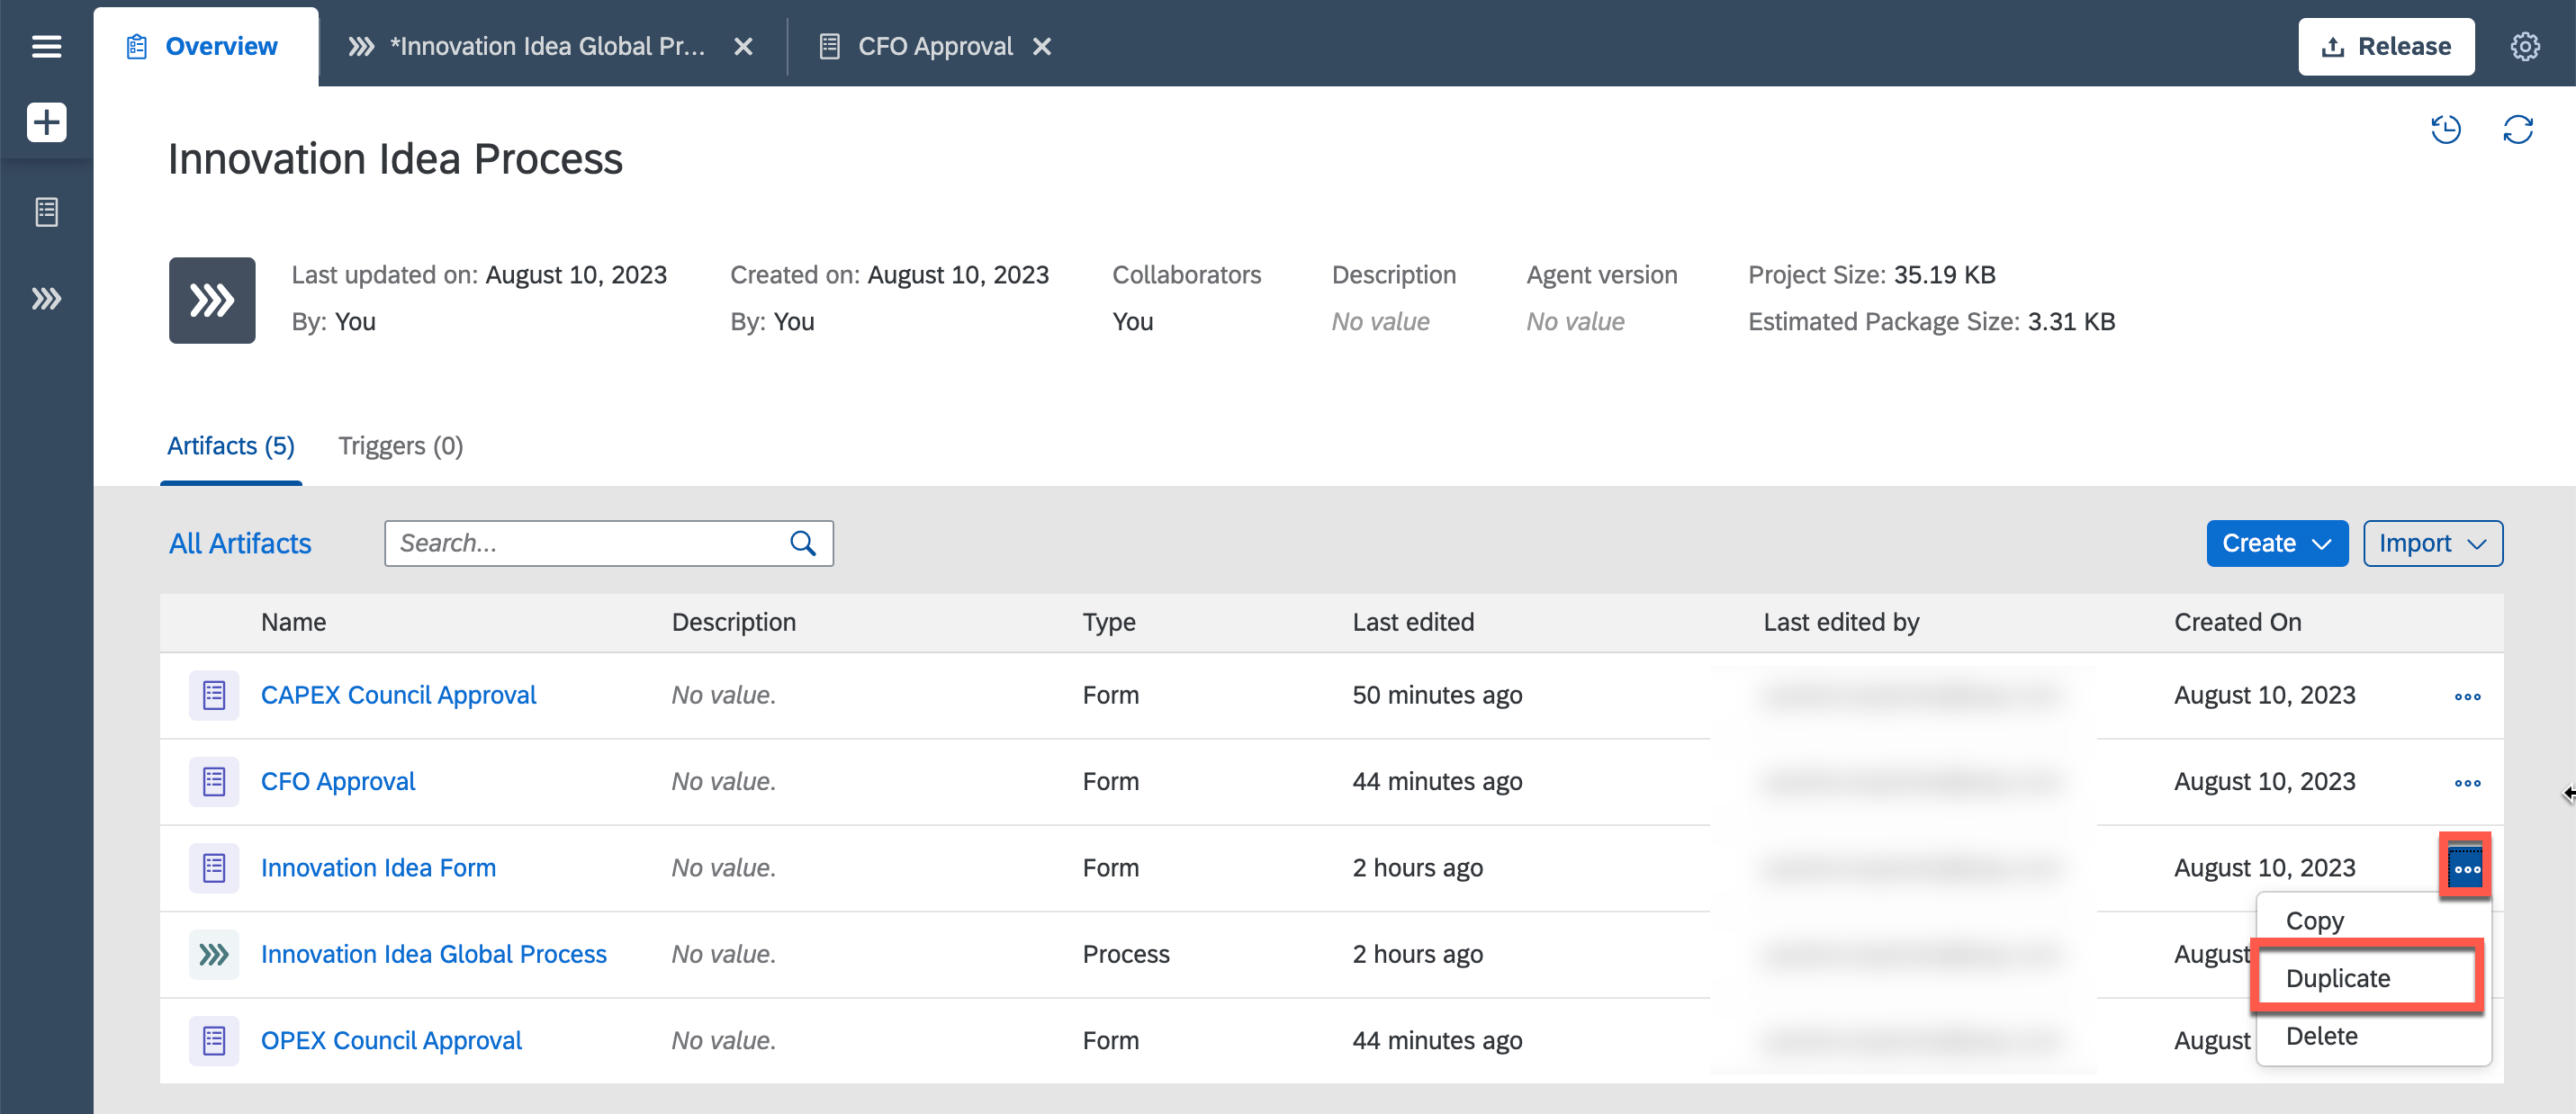 Overview
*Innovation Idea Global Pr...
CFO Approval
Release
Innovation Idea Process
Last updated on: August 10, 2023
By: You
Created on: August 10, 2023
By: You
Collaborators
You
Description
No value
Agent version
No value
Project Size: 35.19 KB
Estimated Package Size: 3.31 KB
Artifacts (5) Triggers (0)
All Artifacts Search... Create Import
Name Description Type Last edited Last edited by Created On
CAPEX Council Approval No value. Form 50 minutes ago August 10, 2023
CFO Approval No value. Form 44 minutes ago August 10, 2023
Innovation Idea Form No value. Form 2 hours ago August 10, 2023
Innovation Idea Global Process No value. Process 2 hours ago August
OPEX Council Approval No value. Form 44 minutes ago August
Copy
Duplicate
Delete